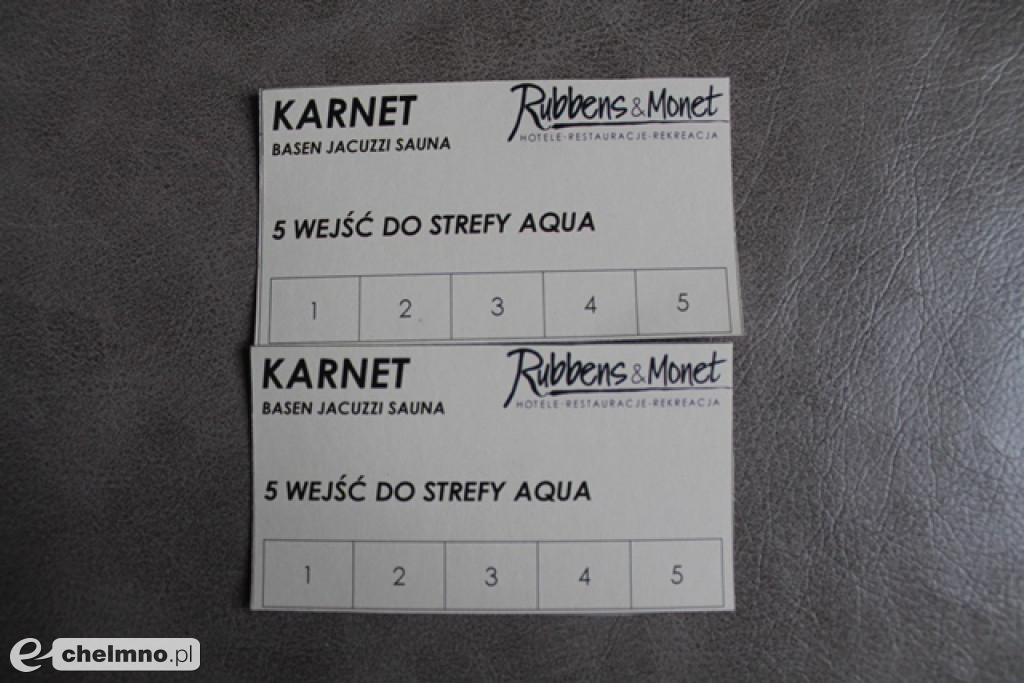 KARNET
BASEN JACUZZI SAUNA
Rubbens & Monet
HOTELE-RESTAURACJE-REKREACJA
5 WEJŚĆ DO STREFY AQUA
1 2 3 4 5
KARNET
BASEN JACUZZI SAUNA
Rubbens & Monet
HOTELE-RESTAURACJE-REKREACJA
5 WEJŚĆ DO STREFY AQUA
1 2 3 4 5
e chelmno.pl